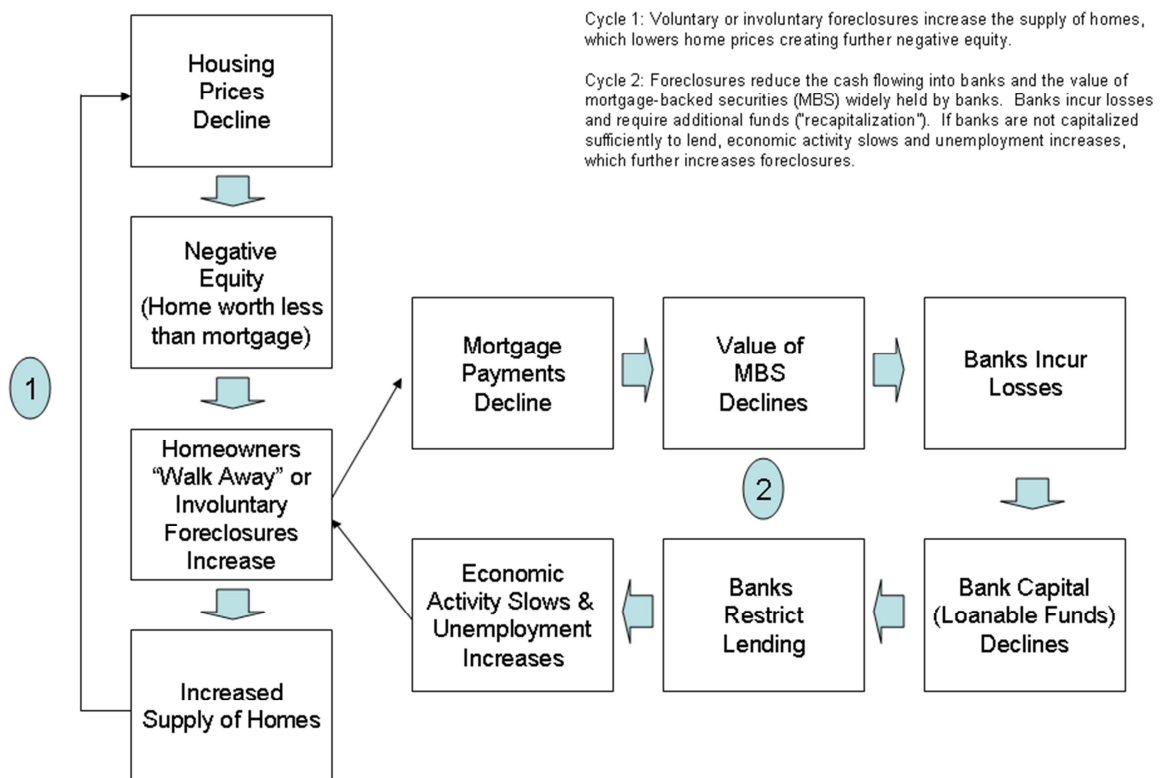 Cycle 1: Voluntary or involuntary foreclosures increase the supply of homes,
which lowers home prices creating further negative equity.
Cycle 2: Foreclosures reduce the cash flowing into banks and the value of
mortgage-backed securities (MBS) widely held by banks.  Banks incur losses
and require additional funds ("recapitalization").  If banks are not capitalized
sufficiently to lend, economic activity slows and unemployment increases,
which further increases foreclosures.
Housing
Prices
Decline
Negative
Equity
(Home worth less
than mortgage)
1
Homeowners
“Walk Away” or
Involuntary
Foreclosures
Increase
Increased
Supply of Homes
Mortgage
Payments
Decline
Value of
MBS
Declines
Banks Incur
Losses
2
Bank Capital
(Loanable Funds)
Declines
Banks
Restrict
Lending
Economic
Activity Slows &
Unemployment
Increases